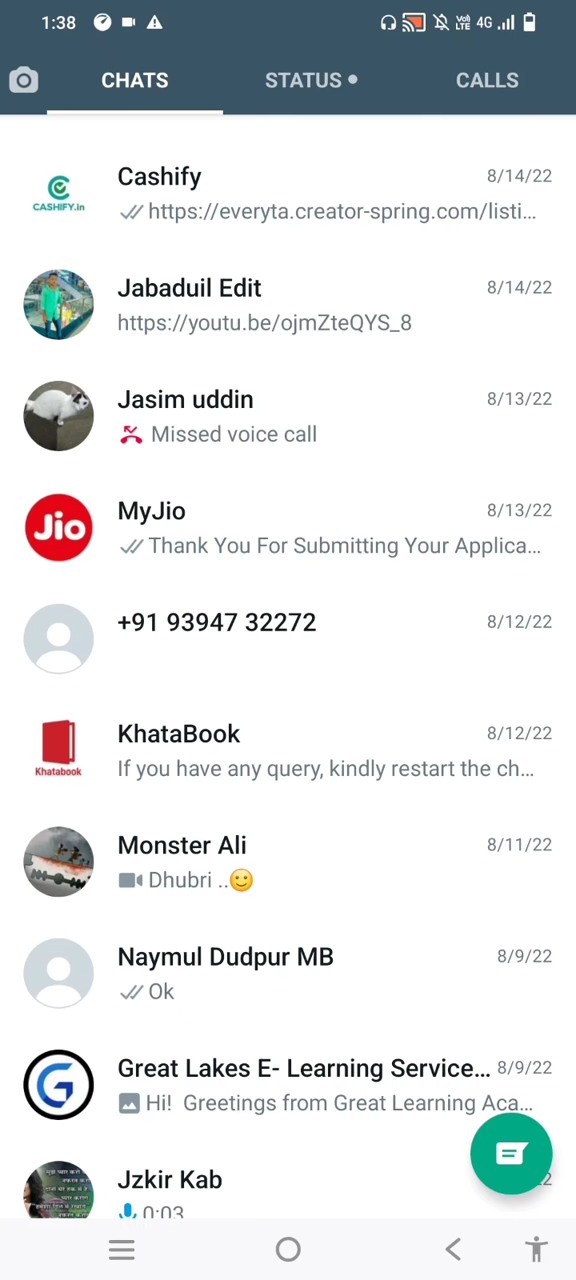 1:38 Vo) LTE 4G
CHATS STATUS CALLS
Cashify 8/14/22
CASHIFY.in
https://everyta.creator-spring.com/listi...
Jabaduil Edit 8/14/22
https://youtu.be/ojmZteQYS_8
Jasim uddin 8/13/22
Missed voice call
Jio
MyJio 8/13/22
Thank You For Submitting Your Applica...
+91 93947 32272 8/12/22
KhataBook 8/12/22
Khatabook
If you have any query, kindly restart the ch...
Monster Ali 8/11/22
Dhubri ..🙂
Naymul Dudpur MB 8/9/22
Ok
G
Great Lakes E- Learning Service... 8/9/22
Hi! Greetings from Great Learning Aca...
Jzkir Kab
0:03